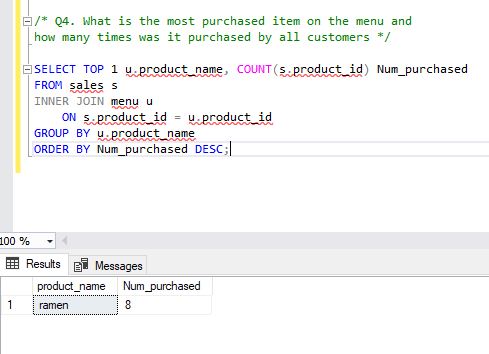 /* Q4. What is the most purchased item on the menu and
how many times was it purchased by all customers */
SELECT TOP 1 u.product_name, COUNT(s.product_id) Num_purchased
FROM sales s
INNER JOIN menu u
ON s.product_id = u.product_id
GROUP BY u.product_name
ORDER BY Num_purchased DESC;
100 %
Results Messages
product_name Num_purchased
1 ramen 8